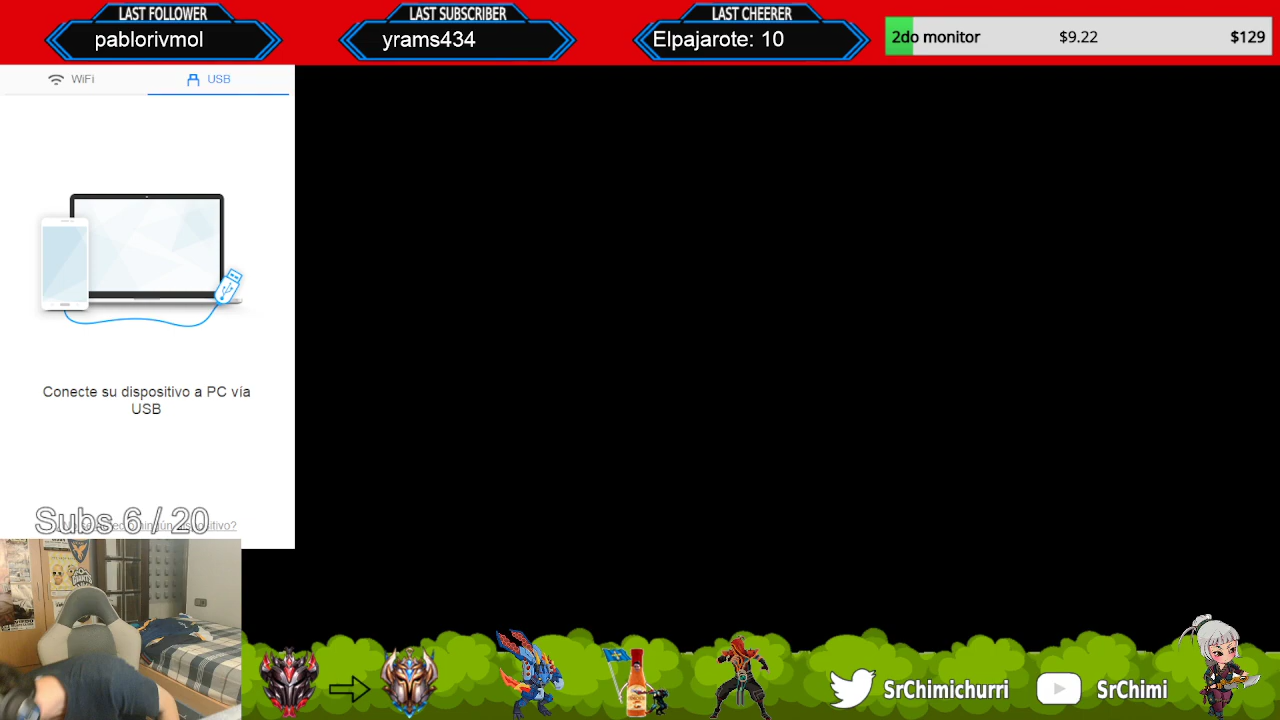 LAST FOLLOWER
pablorivmol
LAST SUBSCRIBER
yrams434
LAST CHEERER
Elpajarote: 10
2do monitor $9.22 $129
WiFi USB
Conecte su dispositivo a PC vía
USB
Subs 6 / 20
SrChimichurri
SrChimi